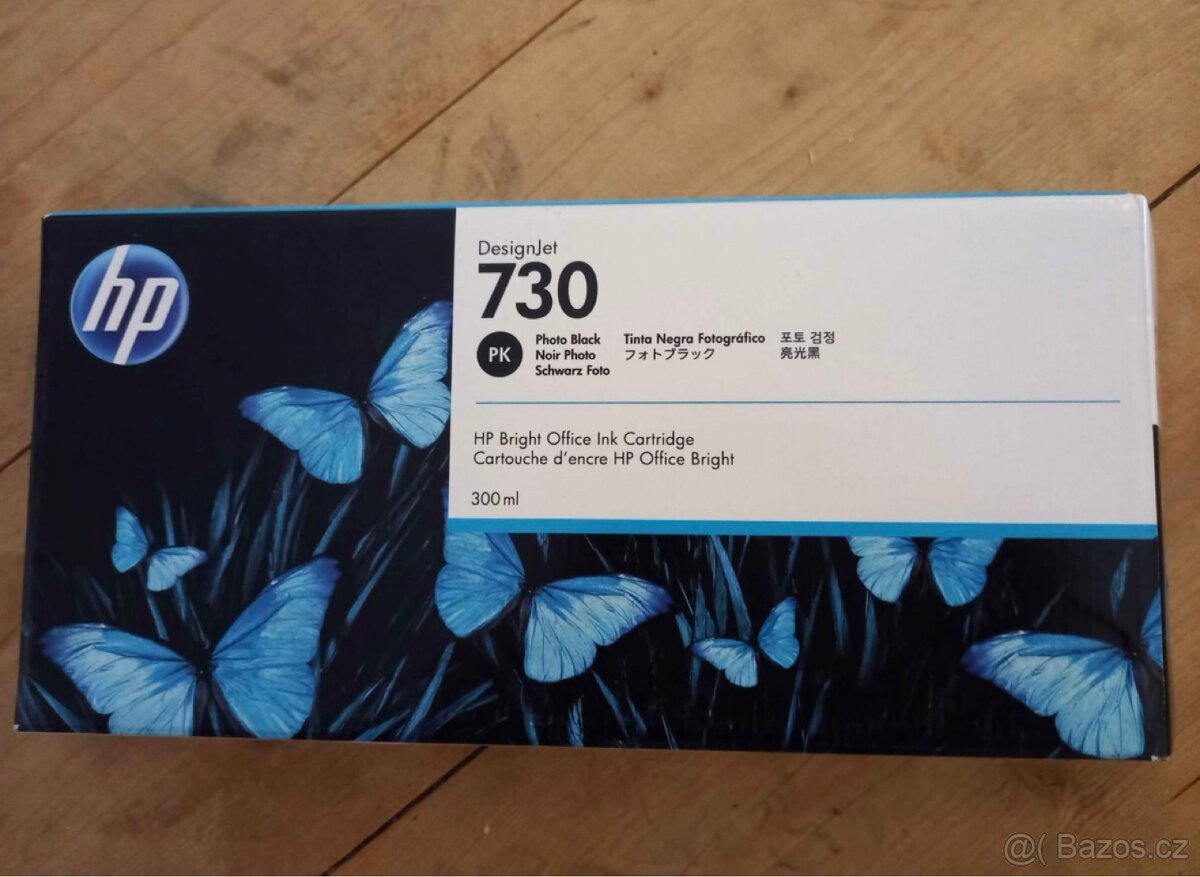 hp
DesignJet
730
PK
Photo Black
Noir Photo
Schwarz Foto
Tinta Negra Fotográfico
フォトブラック
포토 검정
亮光黑
HP Bright Office Ink Cartridge
Cartouche d'encre HP Office Bright
300 ml
@( Bazos.cz